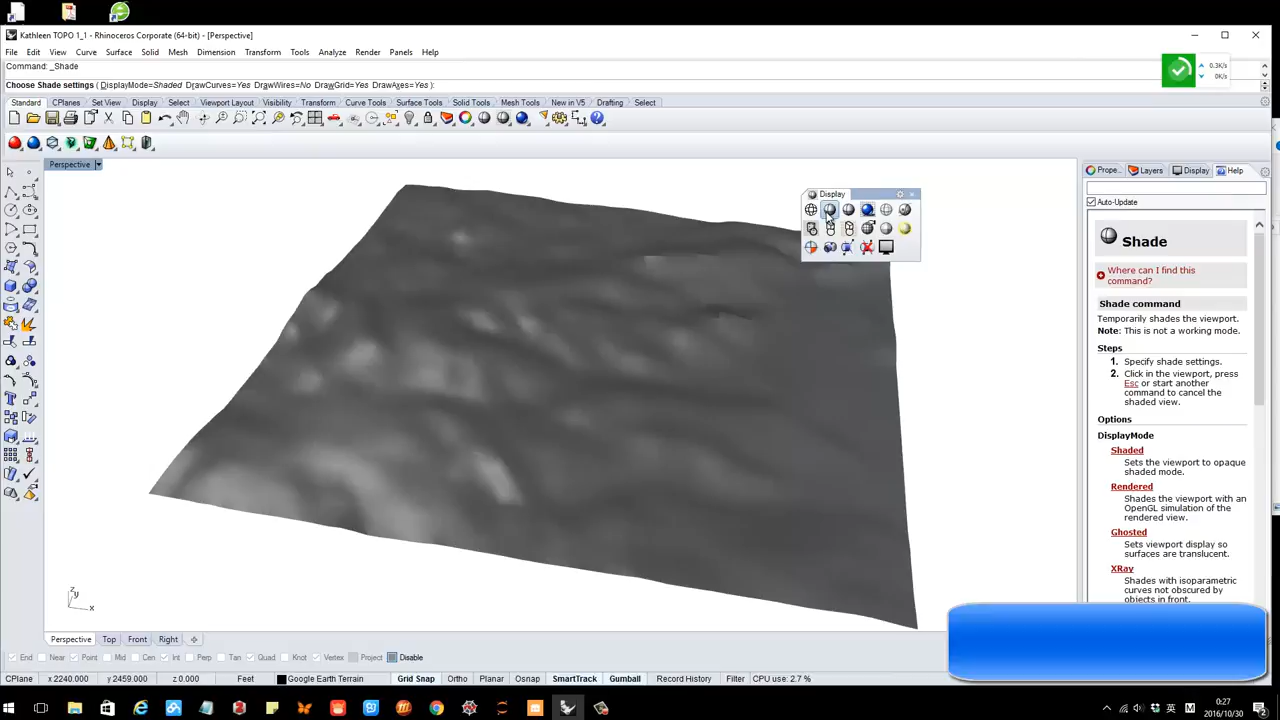 Kathleen TOPO 1_1 - Rhinoceros Corporate (64-bit) - [Perspective]
File Edit View Curve Surface Solid Mesh Dimension Transform Tools Analyze Render Panels Help
Command: _Shade
Choose Shade settings ( DisplayMode=Shaded DrawCurves=Yes DrawWires=No DrawGrid=Yes DrawAxes=Yes ):
0.3K/s
0K/s
Standard CPlanes Set View Display Select Viewport Layout Visibility Transform Curve Tools Surface Tools Solid Tools Mesh Tools New in V5 Drafting Select
Perspective
Display
Prope... Layers Display Help
Auto-Update
Shade
Where can I find this
command?
Shade command
Temporarily shades the viewport.
Note: This is not a working mode.
Steps
1. Specify shade settings.
2. Click in the viewport, press
Esc or start another
command to cancel the
shaded view.
Options
DisplayMode
Shaded
Sets the viewport to opaque
shaded mode.
Rendered
Shades the viewport with an
OpenGL simulation of the
rendered view.
Ghosted
Sets viewport display so
surfaces are translucent.
XRay
Shades with isoparametric
curves not obscured by
objects in front.
z
y
x
Perspective Top Front Right
End Near Point Mid Cen Int Perp Tan Quad Knot Vertex Project Disable
CPlane x 2240.000 y 2459.000 z 0.000 Feet Google Earth Terrain Grid Snap Ortho Planar Osnap SmartTrack Gumball Record History Filter CPU use: 2.7 %
英 M 0:27
2016/10/30